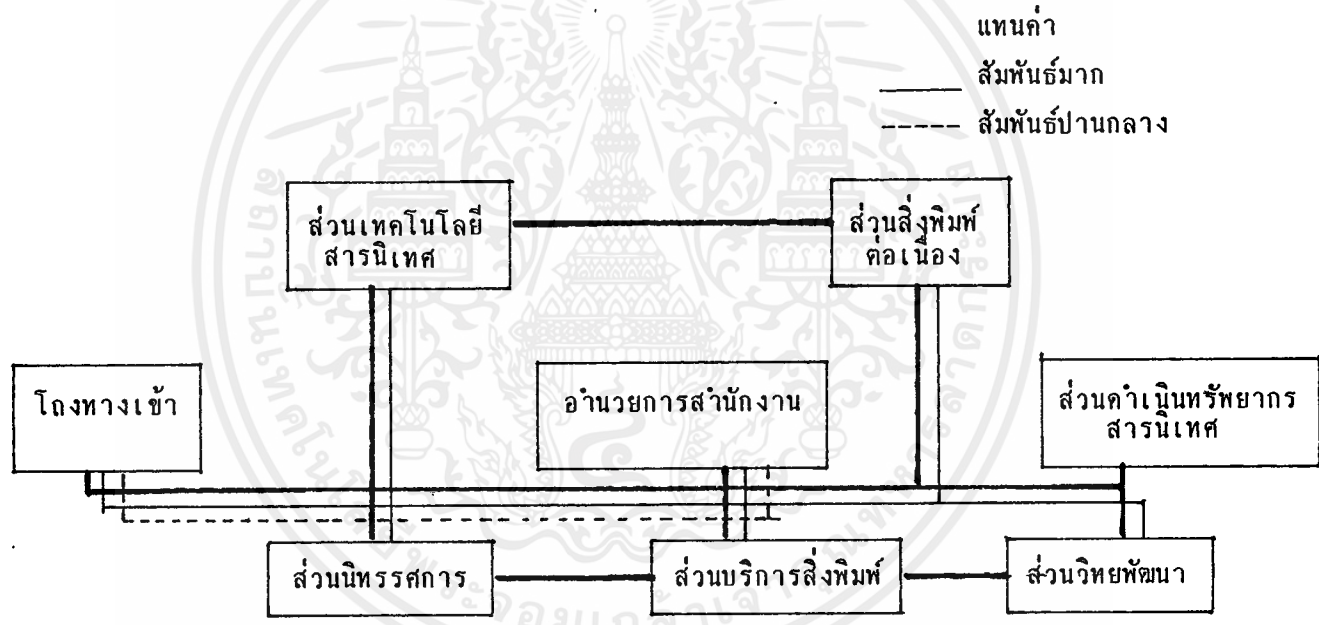 แทนค่า
สัมพันธ์มาก
สัมพันธ์ปานกลาง
ส่วนเทคโนโลยี
สารนิเทศ
ส่วนสิ่งพิมพ์
ต่อเนื่อง
โถงทางเข้า
อำนวยการสำนักงาน
ส่วนดำเนินทรัพยากร
สารนิเทศ
ส่วนนิทรรศการ
ส่วนบริการสิ่งพิมพ์
ส่วนวิทยพัฒนา